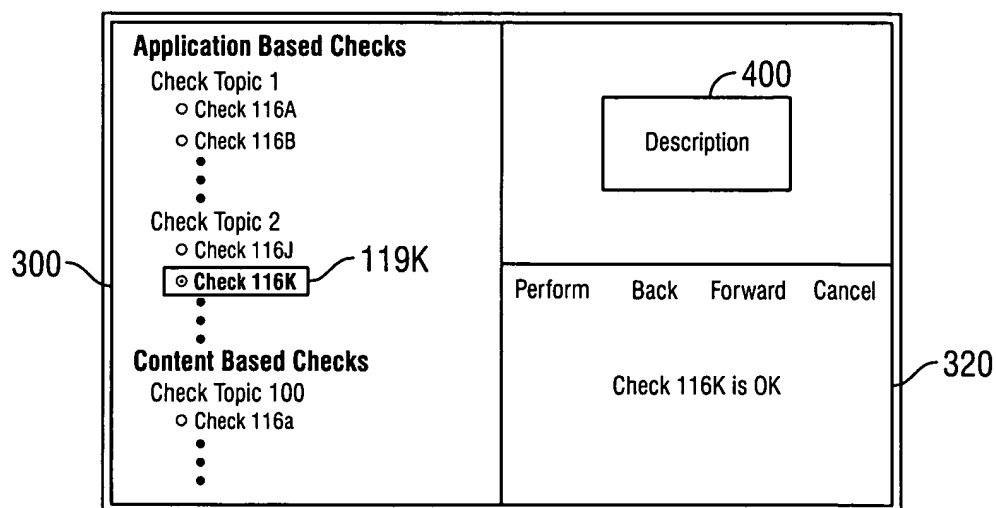 Application Based Checks
Check Topic 1
Check 116A
Check 116B
Check Topic 2
Check 116J
Check 116K
Content Based Checks
Check Topic 100
Check 116a
300
119K
400
Description
Perform Back Forward Cancel
Check 116K is OK
320